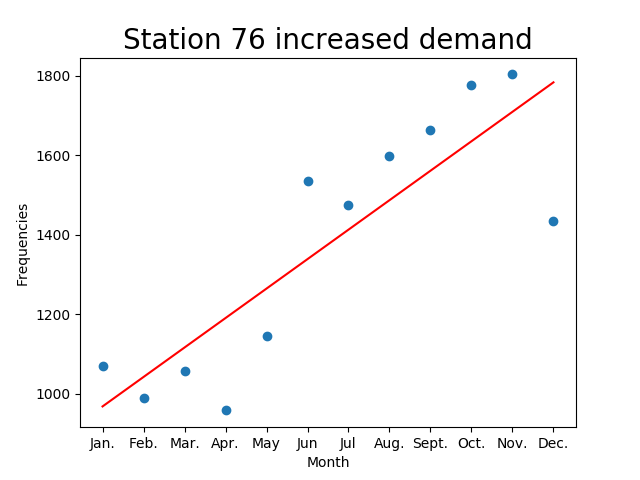 Station 76 increased demand
Frequencies
1800
1600
1400
1200
1000
Jan. Feb. Mar. Apr. May Jun Jul Aug. Sept. Oct. Nov. Dec.
Month